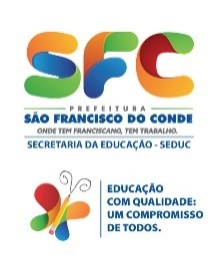 SFC
PREFEITURA
SÃO FRANCISCO DO CONDE
ONDE TEM FRANCISCANO, TEM TRABALHO.
SECRETARIA DA EDUCAÇÃO - SEDUC
EDUCAÇÃO
COM QUALIDADE:
UM COMPROMISSO
DE TODOS.